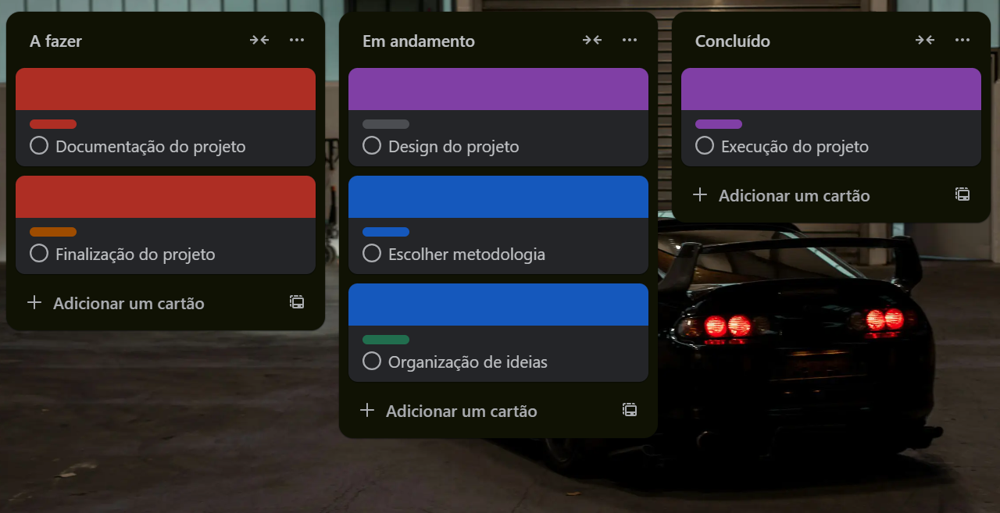 A fazer
Documentação do projeto
Finalização do projeto
Adicionar um cartão
Em andamento
Design do projeto
Escolher metodologia
Organização de ideias
Adicionar um cartão
Concluído
Execução do projeto
Adicionar um cartão